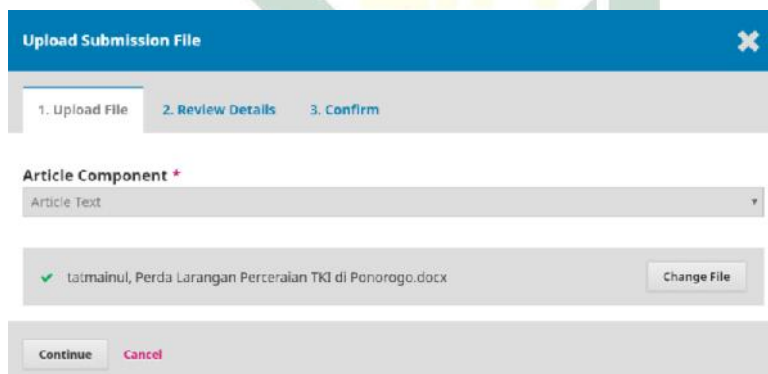 Upload Submission File
1. Upload File 2. Review Details 3. Confirm
Article Component *
Article Text
tatmainul, Perda Larangan Perceraian TKI di Ponorogo.docx Change File
Continue Cancel